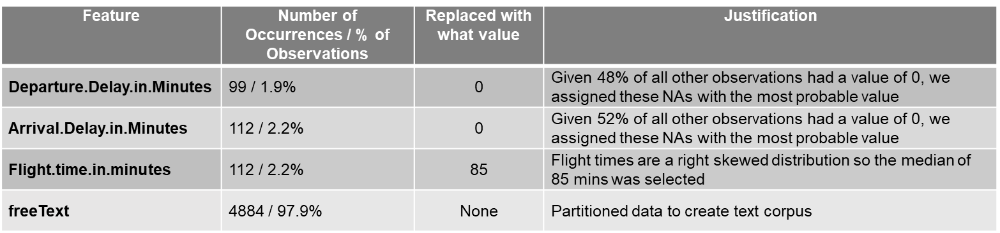 Feature
Number of
Occurrences / % of
Observations
Replaced with
what value
Justification
Departure.Delay.in.Minutes
99 / 1.9%
0
Given 48% of all other observations had a value of 0, we
assigned these NAs with the most probable value
Arrival.Delay.in.Minutes
112 / 2.2%
0
Given 52% of all other observations had a value of 0, we
assigned these NAs with the most probable value
Flight.time.in.minutes
112 / 2.2%
85
Flight times are a right skewed distribution so the median of
85 mins was selected
freeText
4884 / 97.9%
None
Partitioned data to create text corpus